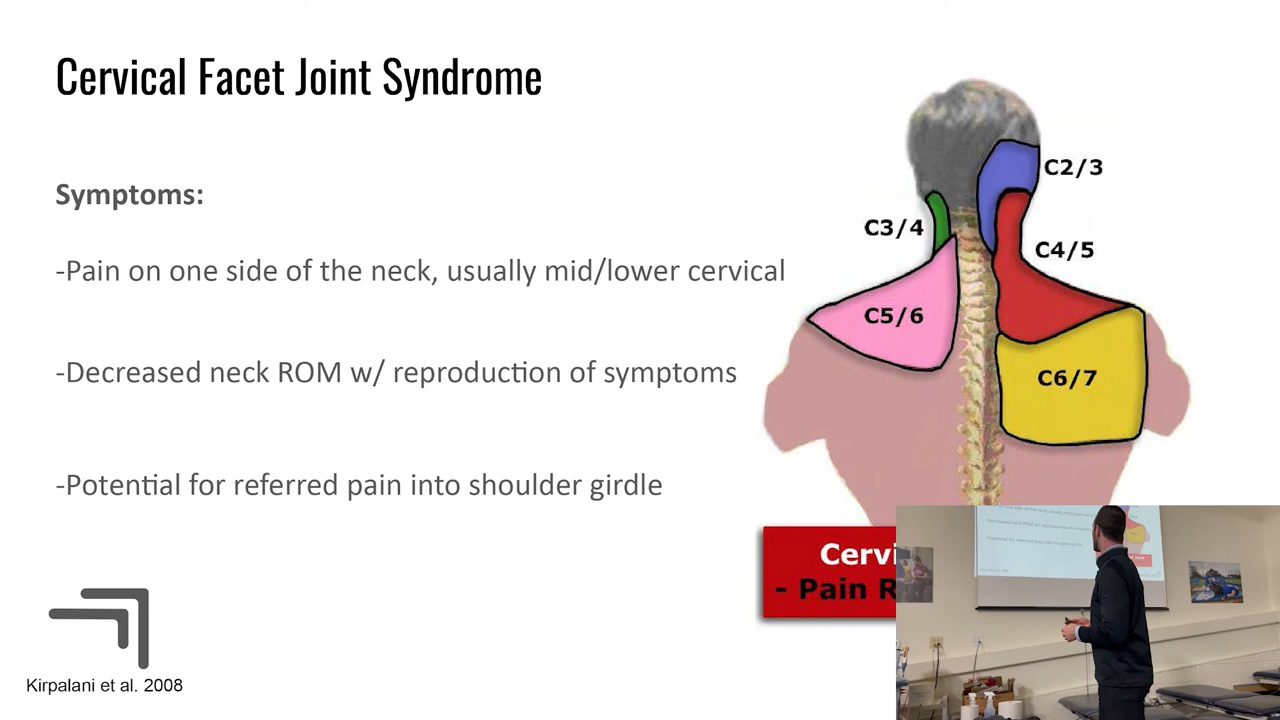 Cervical Facet Joint Syndrome
Symptoms:
-Pain on one side of the neck, usually mid/lower cervical
-Decreased neck ROM w/ reproduction of symptoms
-Potential for referred pain into shoulder girdle
C2/3
C3/4
C4/5
C5/6
C6/7
- Pain
Kirpalani et al. 2008